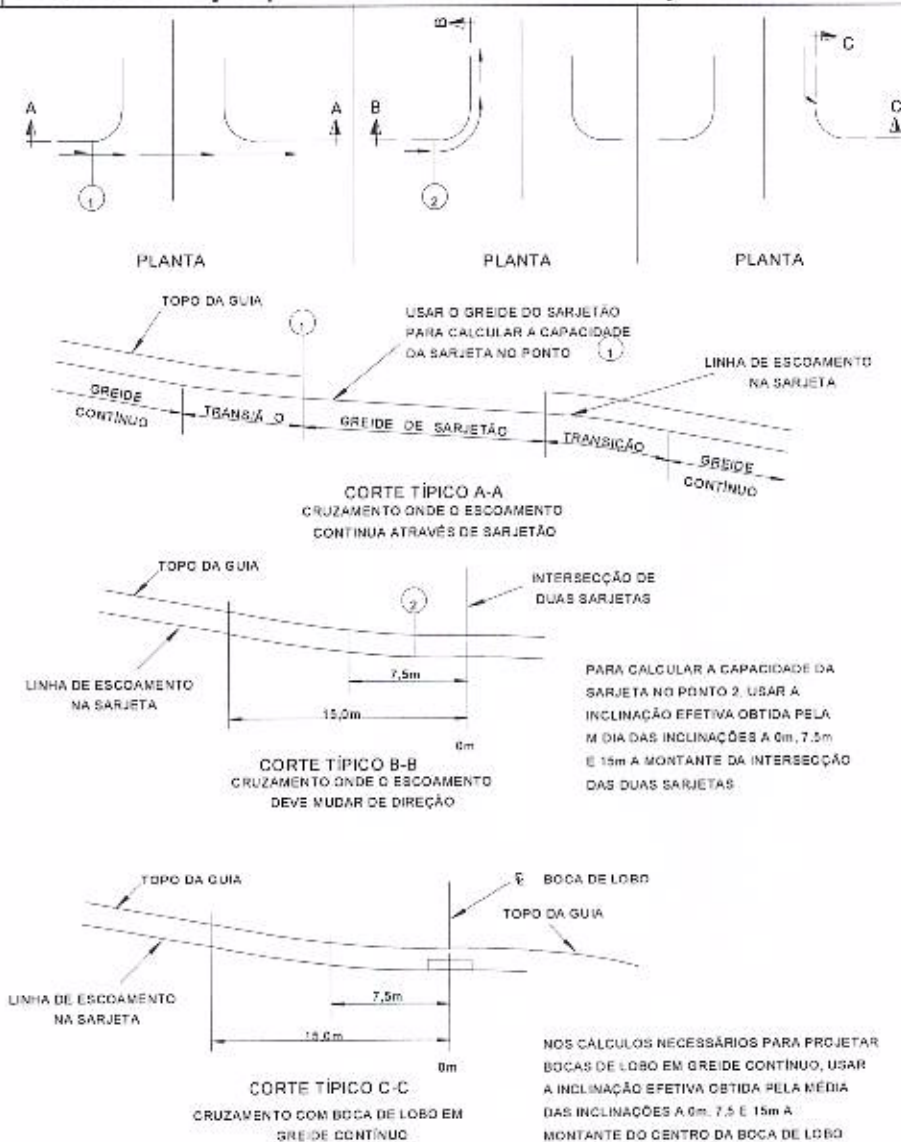 B
C
A
A
B
C
1
2
PLANTA
PLANTA
PLANTA
TOPO DA GUIA
1
USAR O GREIDE DO SARJETÃO
PARA CALCULAR A CAPACIDADE
DA SARJETA NO PONTO 1
LINHA DE ESCOAMENTO
NA SARJETA
GREIDE
CONTÍNUO
TRANSIÃ O
GREIDE DE SARJETÃO
TRANSIÇÃO
GREIDE
CONTÍNUO
CORTE TÍPICO A-A
CRUZAMENTO ONDE O ESCOAMENTO
CONTINUA ATRAVÉS DE SARJETÃO
TOPO DA GUIA
2
INTERSECÇÃO DE
DUAS SARJETAS
LINHA DE ESCOAMENTO
NA SARJETA
7,5m
15,0m
0m
CORTE TÍPICO B-B
CRUZAMENTO ONDE O ESCOAMENTO
DEVE MUDAR DE DIREÇÃO
PARA CALCULAR A CAPACIDADE DA
SARJETA NO PONTO 2, USAR A
INCLINAÇÃO EFETIVA OBTIDA PELA
M DIA DAS INCLINAÇÕES A 0m, 7.5m
E 15m A MONTANTE DA INTERSECÇÃO
DAS DUAS SARJETAS
TOPO DA GUIA
BOCA DE LOBO
TOPO DA GUIA
LINHA DE ESCOAMENTO
NA SARJETA
7,5m
15,0m
0m
CORTE TÍPICO C-C
CRUZAMENTO COM BOCA DE LOBO EM
GREIDE CONTÍNUO
NOS CÁLCULOS NECESSÁRIOS PARA PROJETAR
BOCAS DE LOBO EM GREIDE CONTÍNUO, USAR
A INCLINAÇÃO EFETIVA OBTIDA PELA MÉDIA
DAS INCLINAÇÕES A 0m, 7.5 E 15m A
MONTANTE DO CENTRO DA BOCA DE LOBO